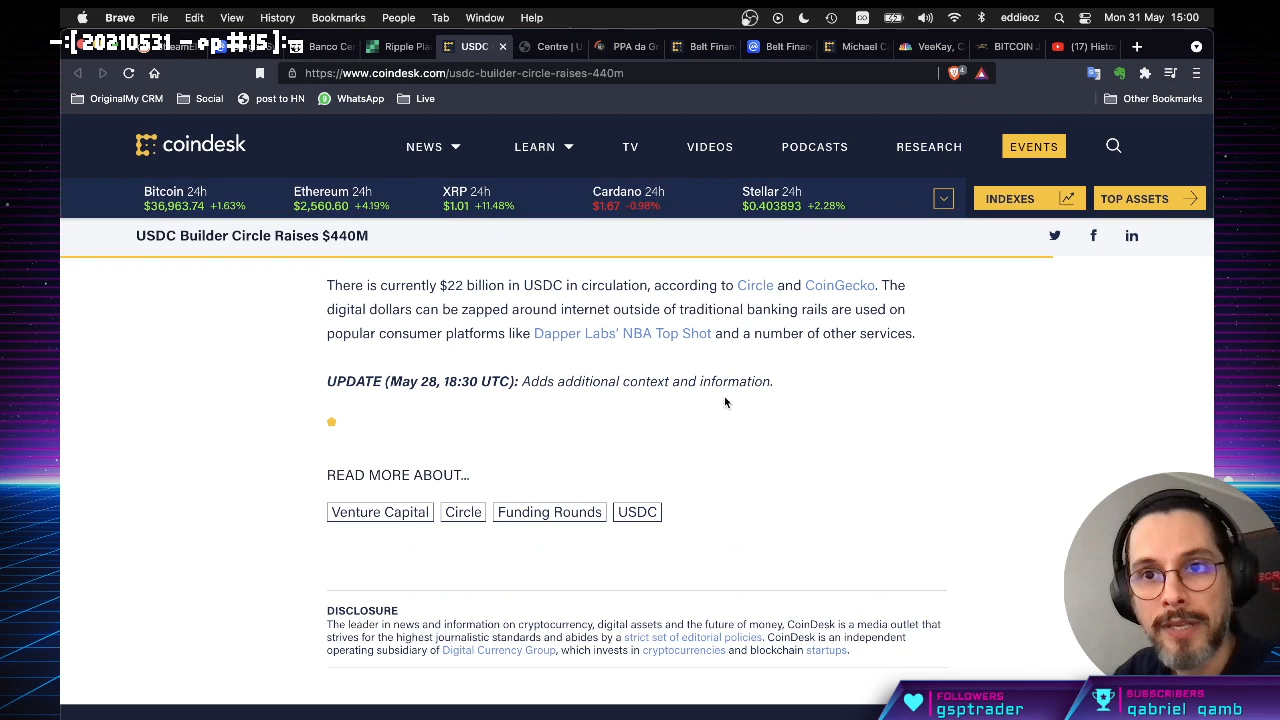 Brave File Edit View History Bookmarks People Tab Window Help eddieoz Mon 31 May 15:00
-:[20210531 - ep#15]:-
Banco Cer Ripple Pla USDC Centre | U PPA da G Belt Finan Belt Finan Michael C VeeKay, C BITCOIN J (17) Histo
https://www.coindesk.com/usdc-builder-circle-raises-440m
OriginalMy CRM Social post to HN WhatsApp Live Other Bookmarks
coindesk NEWS LEARN TV VIDEOS PODCASTS RESEARCH EVENTS
Bitcoin 24h Ethereum 24h XRP 24h Cardano 24h Stellar 24h
$36,963.74 +1.63% $2,560.60 +4.19% $1.01 +11.48% $1.67 -0.98% $0.403893 +2.28%
INDEXES TOP ASSETS
USDC Builder Circle Raises $440M
There is currently $22 billion in USDC in circulation, according to Circle and CoinGecko. The
digital dollars can be zapped around internet outside of traditional banking rails are used on
popular consumer platforms like Dapper Labs' NBA Top Shot and a number of other services.
UPDATE (May 28, 18:30 UTC): Adds additional context and information.
READ MORE ABOUT...
Venture Capital Circle Funding Rounds USDC
DISCLOSURE
The leader in news and information on cryptocurrency, digital assets and the future of money, CoinDesk is a media outlet that
strives for the highest journalistic standards and abides by a strict set of editorial policies. CoinDesk is an independent
operating subsidiary of Digital Currency Group, which invests in cryptocurrencies and blockchain startups.
FOLLOWERS
gsptrader
SUBSCRIBERS
gabriel_gamb